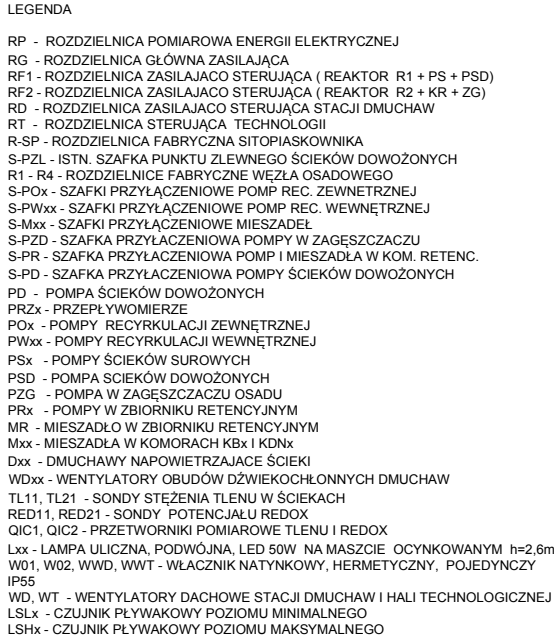 LEGENDA
RP - ROZDZIELNICA POMIAROWA ENERGII ELEKTRYCZNEJ
RG - ROZDZIELNICA GŁÓWNA ZASILAJĄCA
RF1 - ROZDZIELNICA ZASILAJACO STERUJĄCA ( REAKTOR R1 + PS + PSD)
RF2 - ROZDZIELNICA ZASILAJACO STERUJĄCA ( REAKTOR R2 + KR + ZG)
RD - ROZDZIELNICA ZASILAJACO STERUJĄCA STACJI DMUCHAW
RT - ROZDZIELNICA STERUJĄCA TECHNOLOGII
R-SP - ROZDZIELNICA FABRYCZNA SITOPIASKOWNIKA
S-PZL - ISTN. SZAFKA PUNKTU ZLEWNEGO ŚCIEKÓW DOWOŻONYCH
R1 - R4 - ROZDZIELNICE FABRYCZNE WĘZŁA OSADOWEGO
S-POx - SZAFKI PRZYŁĄCZENIOWE POMP REC. ZEWNETRZNEJ
S-PWxx - SZAFKI PRZYŁĄCZENIOWE POMP REC. WEWNĘTRZNEJ
S-Mxx - SZAFKI PRZYŁĄCZENIOWE MIESZADEŁ
S-PZD - SZAFKA PRZYŁACZENIOWA POMPY W ZAGĘSZCZACZU
S-PR - SZAFKA PRZYŁACZENIOWA POMP I MIESZADŁA W KOM. RETENC.
S-PD - SZAFKA PRZYŁACZENIOWA POMPY ŚCIEKÓW DOWOŻONYCH
PD - POMPA ŚCIEKÓW DOWOŻONYCH
PRZx - PRZEPŁYWOMIERZE
POx - POMPY RECYRKULACJI ZEWNĘTRZNEJ
PWxx - POMPY RECYRKULACJI WEWNĘTRZNEJ
PSx - POMPY ŚCIEKÓW SUROWYCH
PSD - POMPA SCIEKÓW DOWOŻONYCH
PZG - POMPA W ZAGĘSZCZACZU OSADU
PRx - POMPY W ZBIORNIKU RETENCYJNYM
MR - MIESZADŁO W ZBIORNIKU RETENCYJNYM
Mxx - MIESZADŁA W KOMORACH KBx I KDNx
Dxx - DMUCHAWY NAPOWIETRZAJACE ŚCIEKI
WDxx - WENTYLATORY OBUDÓW DŹWIEKOCHŁONNYCH DMUCHAW
TL11, TL21 - SONDY STĘŻENIA TLENU W ŚCIEKACH
RED11, RED21 - SONDY POTENCJAŁU REDOX
QIC1, QIC2 - PRZETWORNIKI POMIAROWE TLENU I REDOX
Lxx - LAMPA ULICZNA, PODWÓJNA, LED 50W NA MASZCIE OCYNKOWANYM h=2,6m
W01, W02, WWD, WWT - WŁACZNIK NATYNKOWY, HERMETYCZNY, POJEDYNCZY
IP55
WD, WT - WENTYLATORY DACHOWE STACJI DMUCHAW I HALI TECHNOLOGICZNEJ
LSLx - CZUJNIK PŁYWAKOWY POZIOMU MINIMALNEGO
LSHx - CZUJNIK PŁYWAKOWY POZIOMU MAKSYMALNEGO